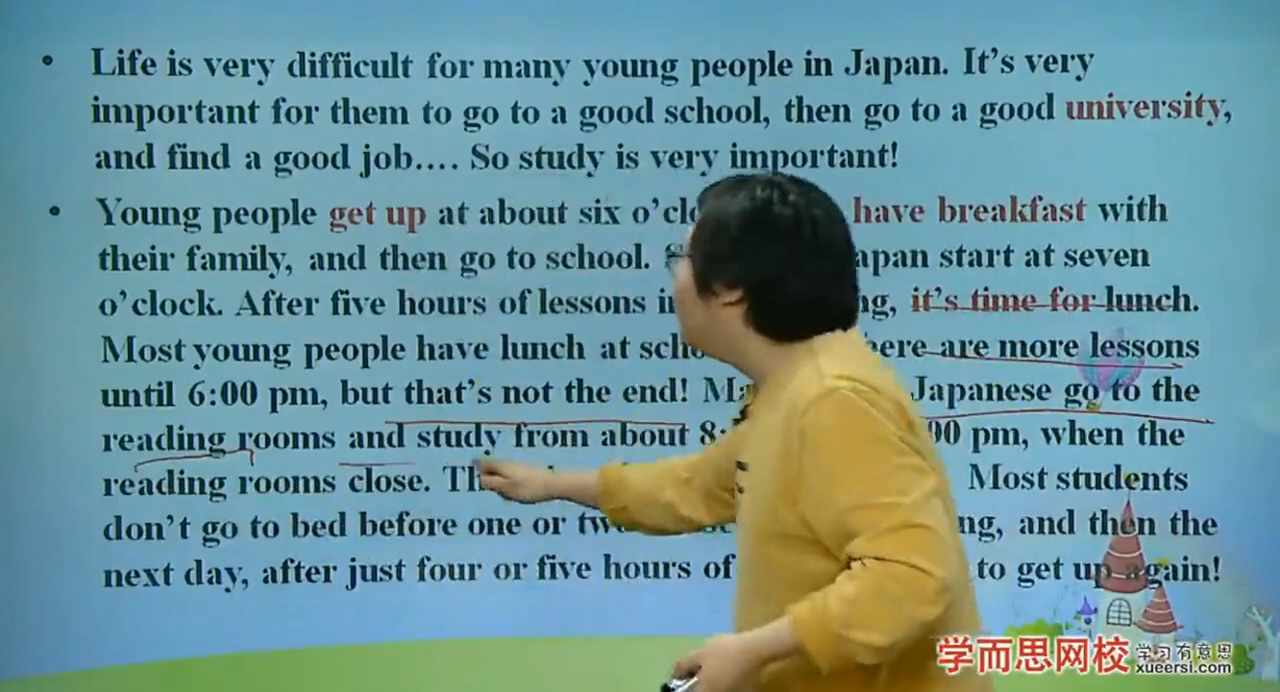 • Life is very difficult for many young people in Japan. It's very
important for them to go to a good school, then go to a good university,
and find a good job.... So study is very important!
• Young people get up at about six o'clo have breakfast with
their family, and then go to school. apan start at seven
o'clock. After five hours of lessons i g, it's time for lunch.
Most young people have lunch at scho here are more lessons
until 6:00 pm, but that's not the end! Ma Japanese go to the
reading rooms and study from about 8: 00 pm, when the
reading rooms close. Th Most students
don't go to bed before one or tw ng, and then the
next day, after just four or five hours of to get up again!
学而思网校 学习有意思
xueersi.com